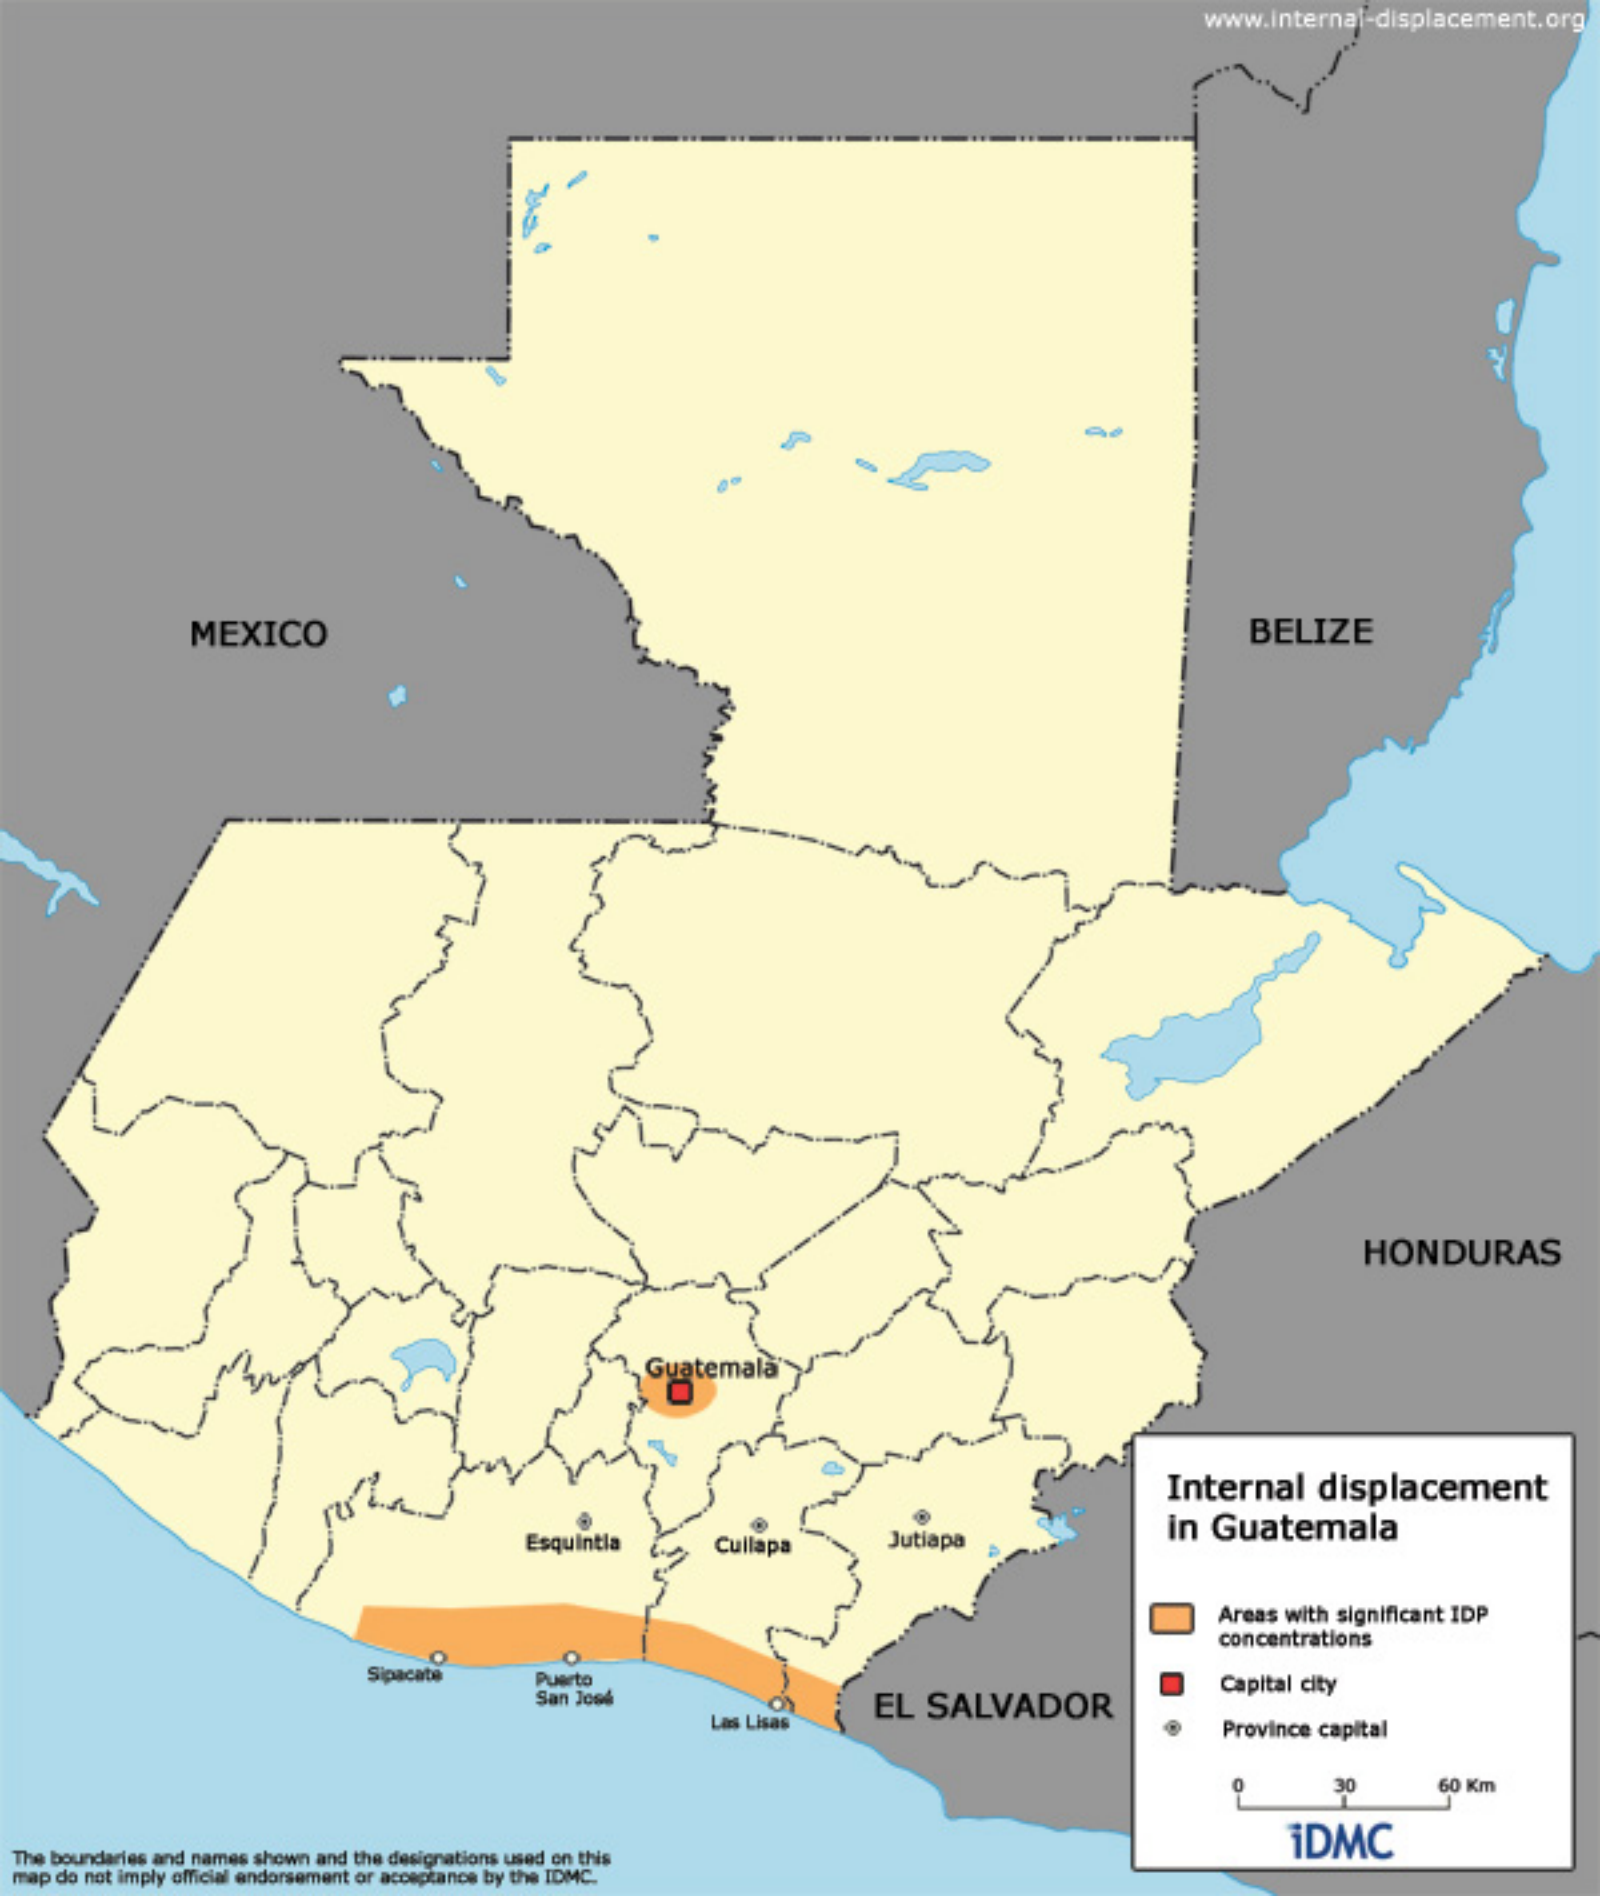 www.internal-displacement.org
MEXICO
BELIZE
HONDURAS
Guatemala
Esquintla
Cuilapa
Jutiapa
Sipacate
Puerto
San José
Las Lisas
EL SALVADOR
Internal displacement
in Guatemala
Areas with significant IDP
concentrations
Capital city
Province capital
0 30 60 Km
iDMC
The boundaries and names shown and the designations used on this
map do not imply official endorsement or acceptance by the IDMC.